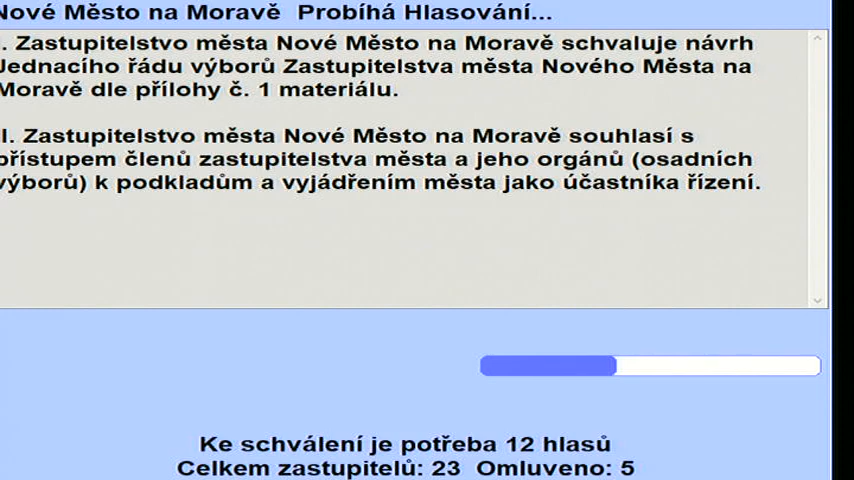 Nové Město na Moravě Probíhá Hlasování...
I. Zastupitelstvo města Nové Město na Moravě schvaluje návrh
Jednacího řádu výborů Zastupitelstva města Nového Města na
Moravě dle přílohy č. 1 materiálu.
II. Zastupitelstvo města Nové Město na Moravě souhlasí s
přístupem členů zastupitelstva města a jeho orgánů (osadních
výborů) k podkladům a vyjádřením města jako účastníka řízení.
Ke schválení je potřeba 12 hlasů
Celkem zastupitelů: 23 Omluveno: 5